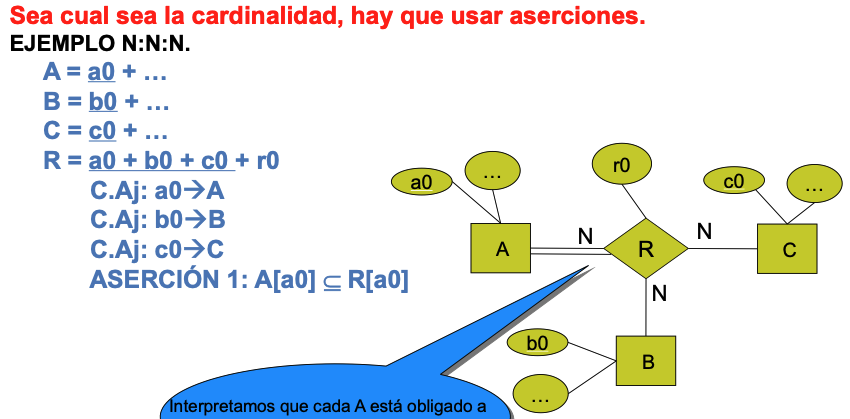 Sea cual sea la cardinalidad, hay que usar aserciones.
EJEMPLO N:N:N.
A = a0 + …
B = b0 + …
C = c0 + …
R = a0 + b0 + c0 + r0
C.Aj: a0→A
C.Aj: b0→B
C.Aj: c0→C
ASERCIÓN 1: A[a0] ⊆ R[a0]
a0
…
r0
c0
…
A
N
R
N
C
N
b0
B
…
Interpretamos que cada A está obligado a